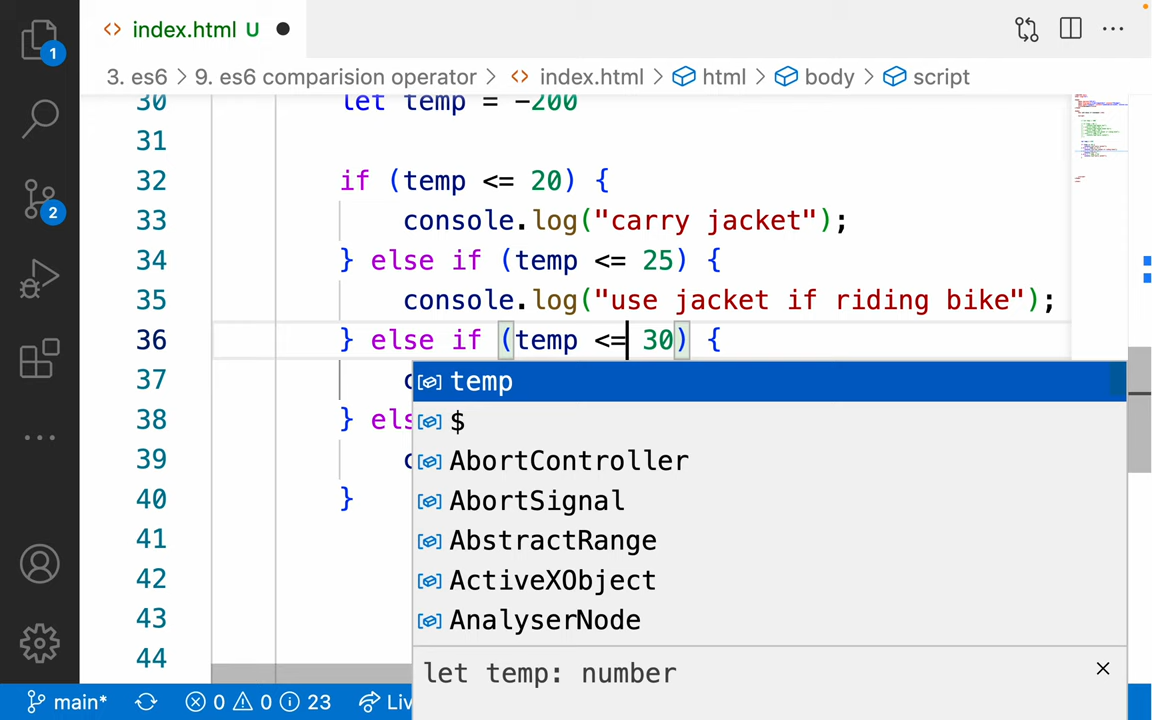 index.html U
3. es6 > 9. es6 comparision operator > index.html > html > body > script
1
2
30 let temp = -200
31
32 if (temp <= 20) {
33 console.log("carry jacket");
34 } else if (temp <= 25) {
35 console.log("use jacket if riding bike");
36 } else if (temp <= 30) {
37 c
38 } els
39 c
40 }
41
42
43
44
temp
$
AbortController
AbortSignal
AbstractRange
ActiveXObject
AnalyserNode
let temp: number
main* 0 0 23 Liv